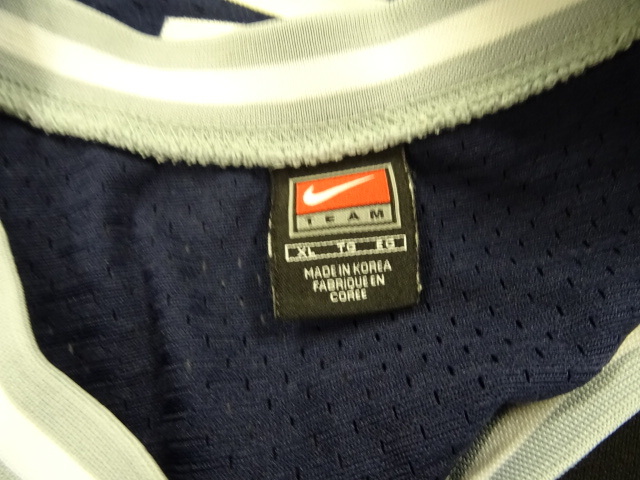 TEAM
XL TG EG
MADE IN KOREA
FABRIQUE EN
COREE